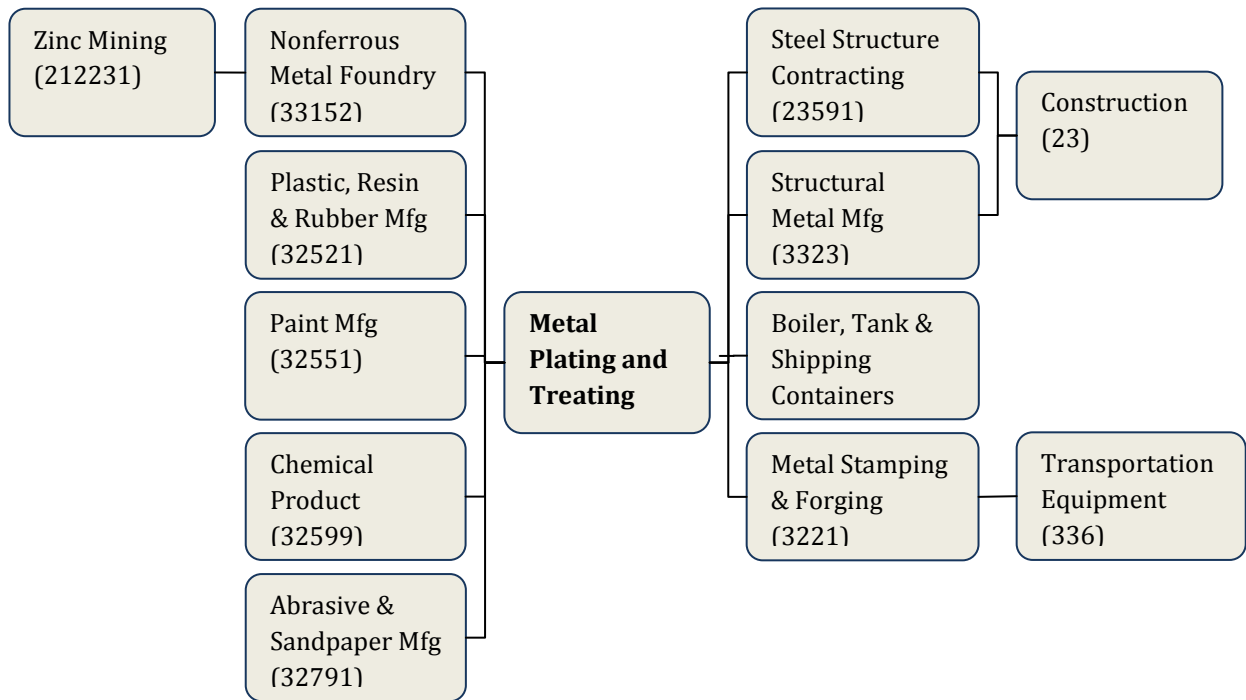 Zinc Mining
(212231)
Nonferrous
Metal Foundry
(33152)
Plastic, Resin
& Rubber Mfg
(32521)
Paint Mfg
(32551)
Chemical
Product
(32599)
Abrasive &
Sandpaper Mfg
(32791)
Metal
Plating and
Treating
Steel Structure
Contracting
(23591)
Structural
Metal Mfg
(3323)
Boiler, Tank &
Shipping
Containers
Metal Stamping
& Forging
(3221)
Construction
(23)
Transportation
Equipment
(336)